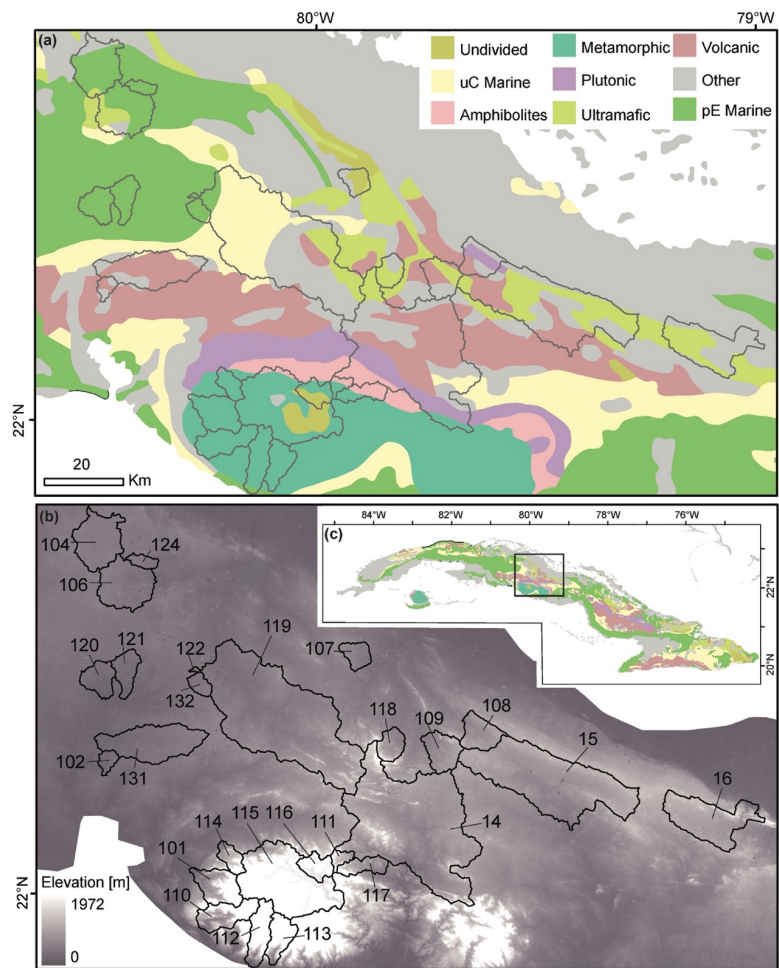 80°W 79°W
(a)
Undivided Metamorphic Volcanic
uC Marine Plutonic Other
Amphibolites Ultramafic pE Marine
22°N
20
Km
(b)
(c)
84°W 82°W 80°W 78°W 76°W
22°N
20°N
104
124
106
120 121
122
119
107
132
118
109
108
102
131
15
16
115 116
114 111
14
101
117
110
112
113
22°N
Elevation [m]
1972
0